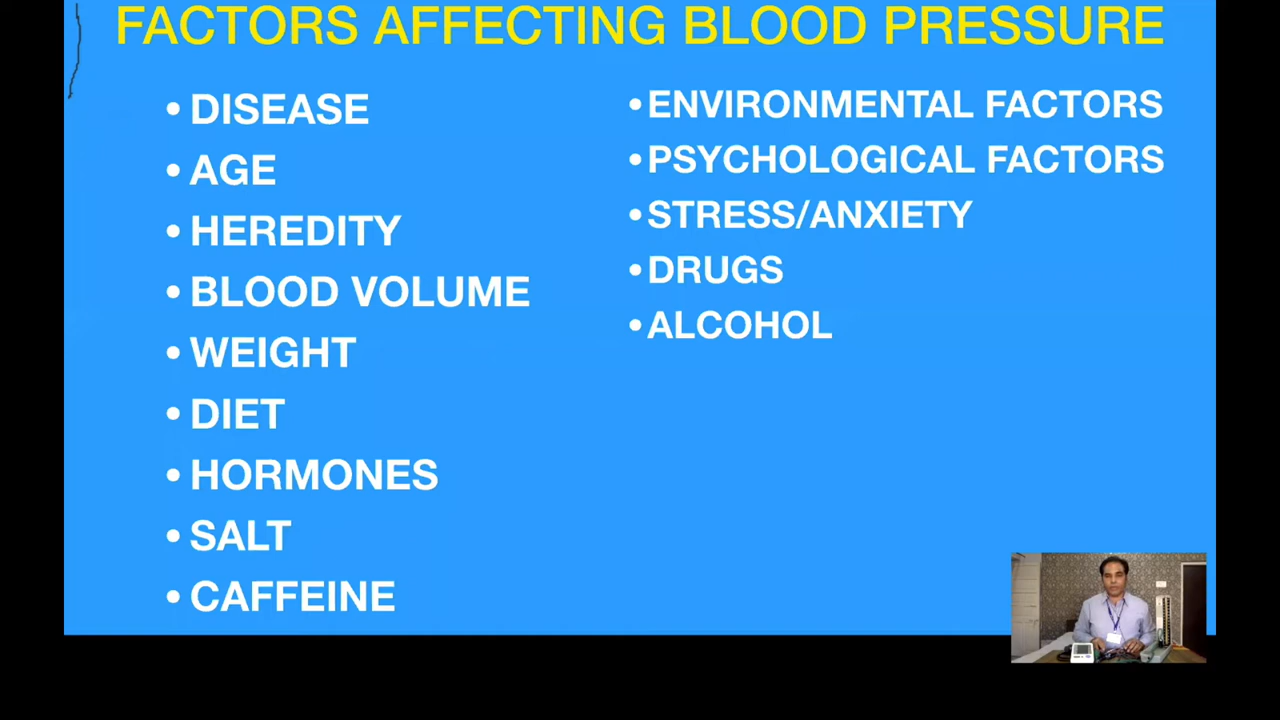 FACTORS AFFECTING BLOOD PRESSURE
• DISEASE
• AGE
• HEREDITY
• BLOOD VOLUME
• WEIGHT
• DIET
• HORMONES
• SALT
• CAFFEINE
• ENVIRONMENTAL FACTORS
• PSYCHOLOGICAL FACTORS
• STRESS/ANXIETY
• DRUGS
• ALCOHOL